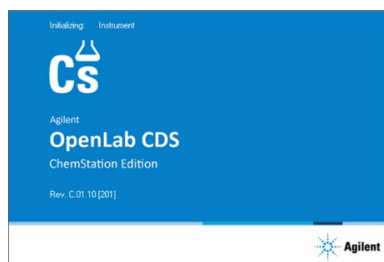 Initializing: Instrument
Cs
Agilent
OpenLab CDS
ChemStation Edition
Rev. C.01.10 [201]
Agilent